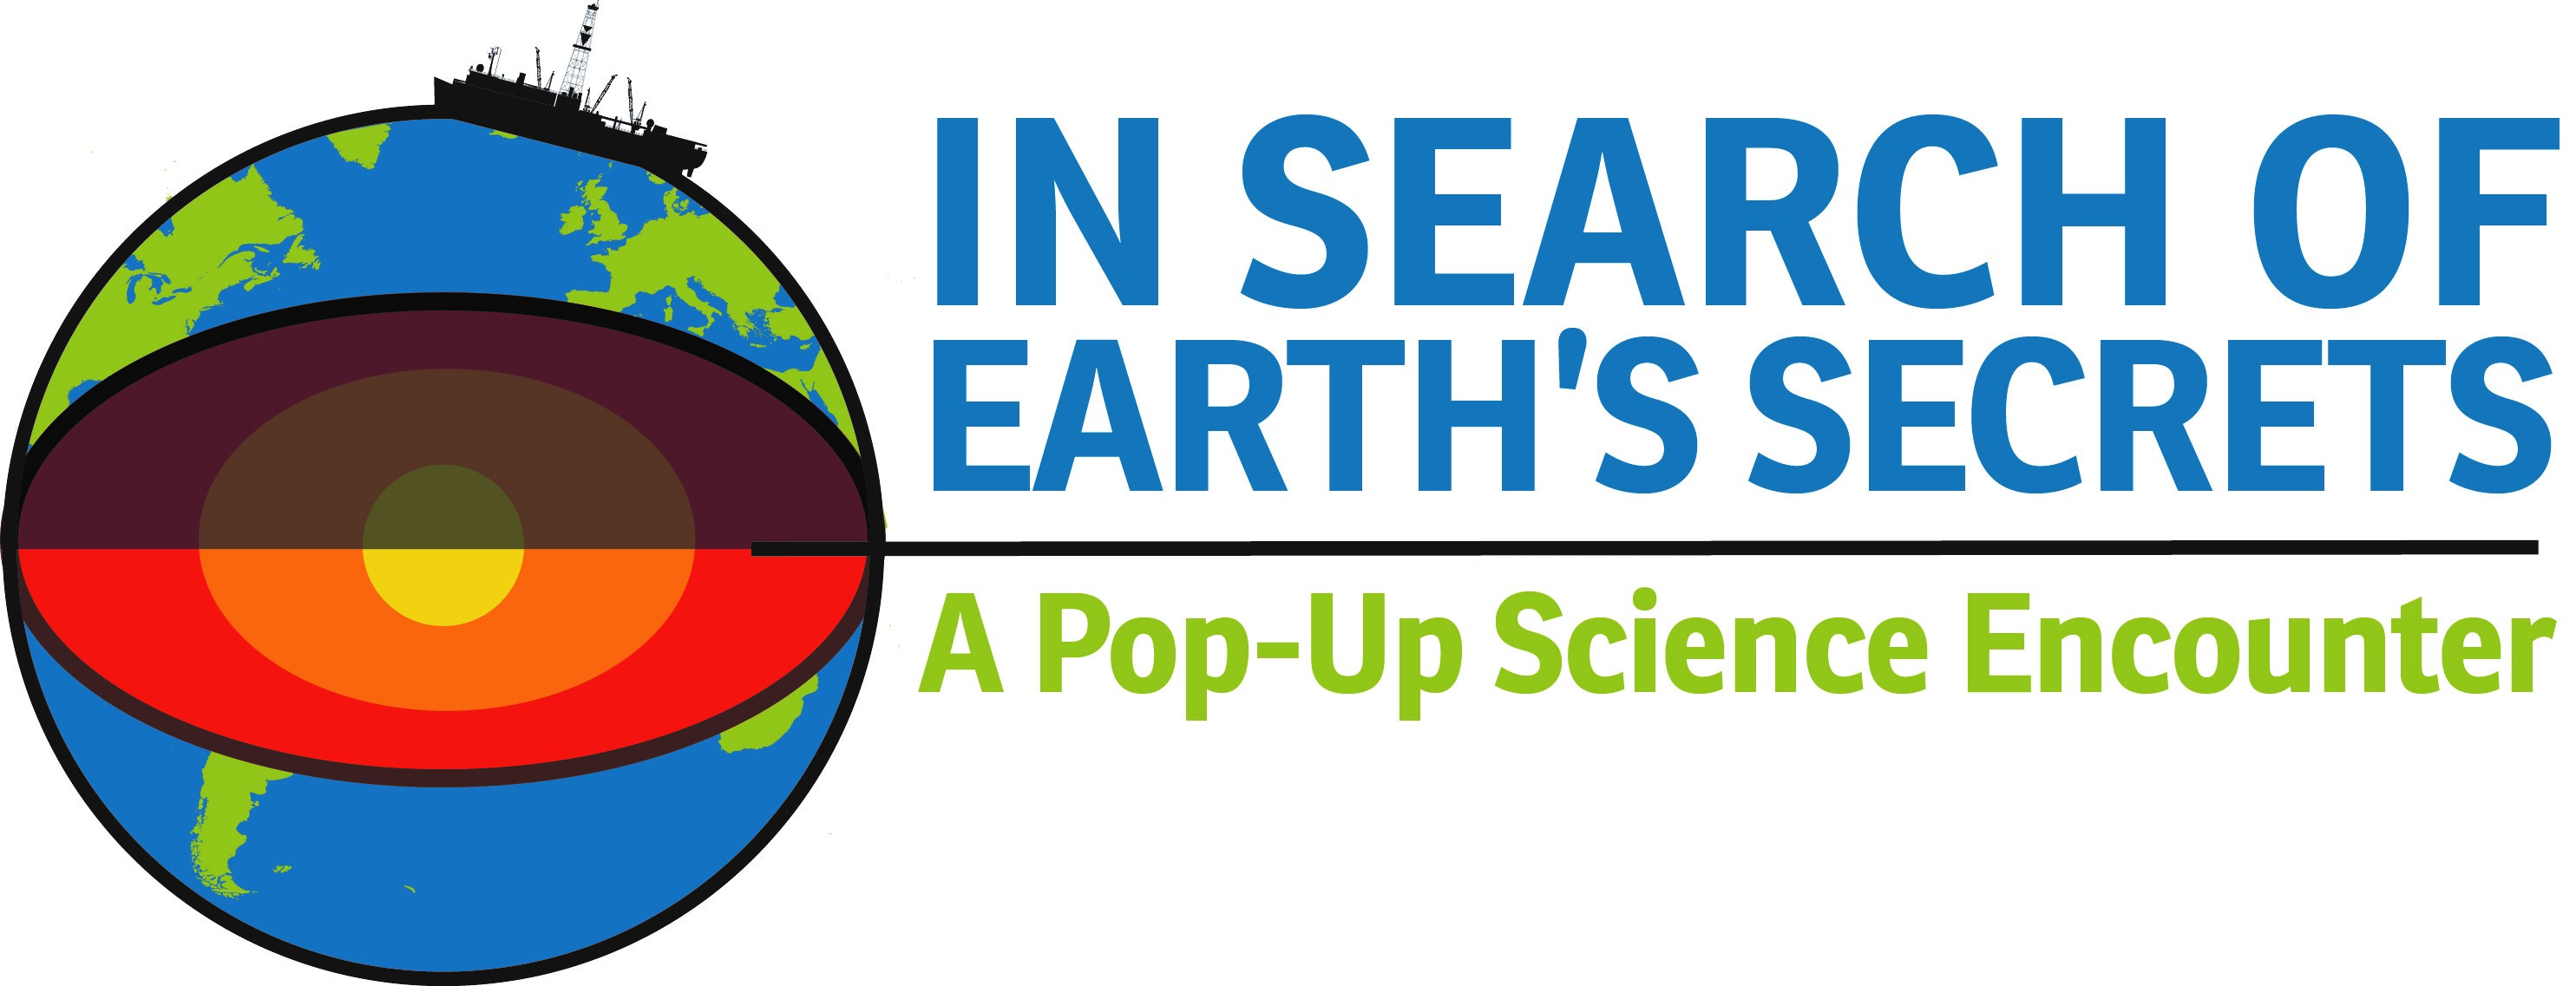 IN SEARCH OF
EARTH'S SECRETS
A Pop-Up Science Encounter